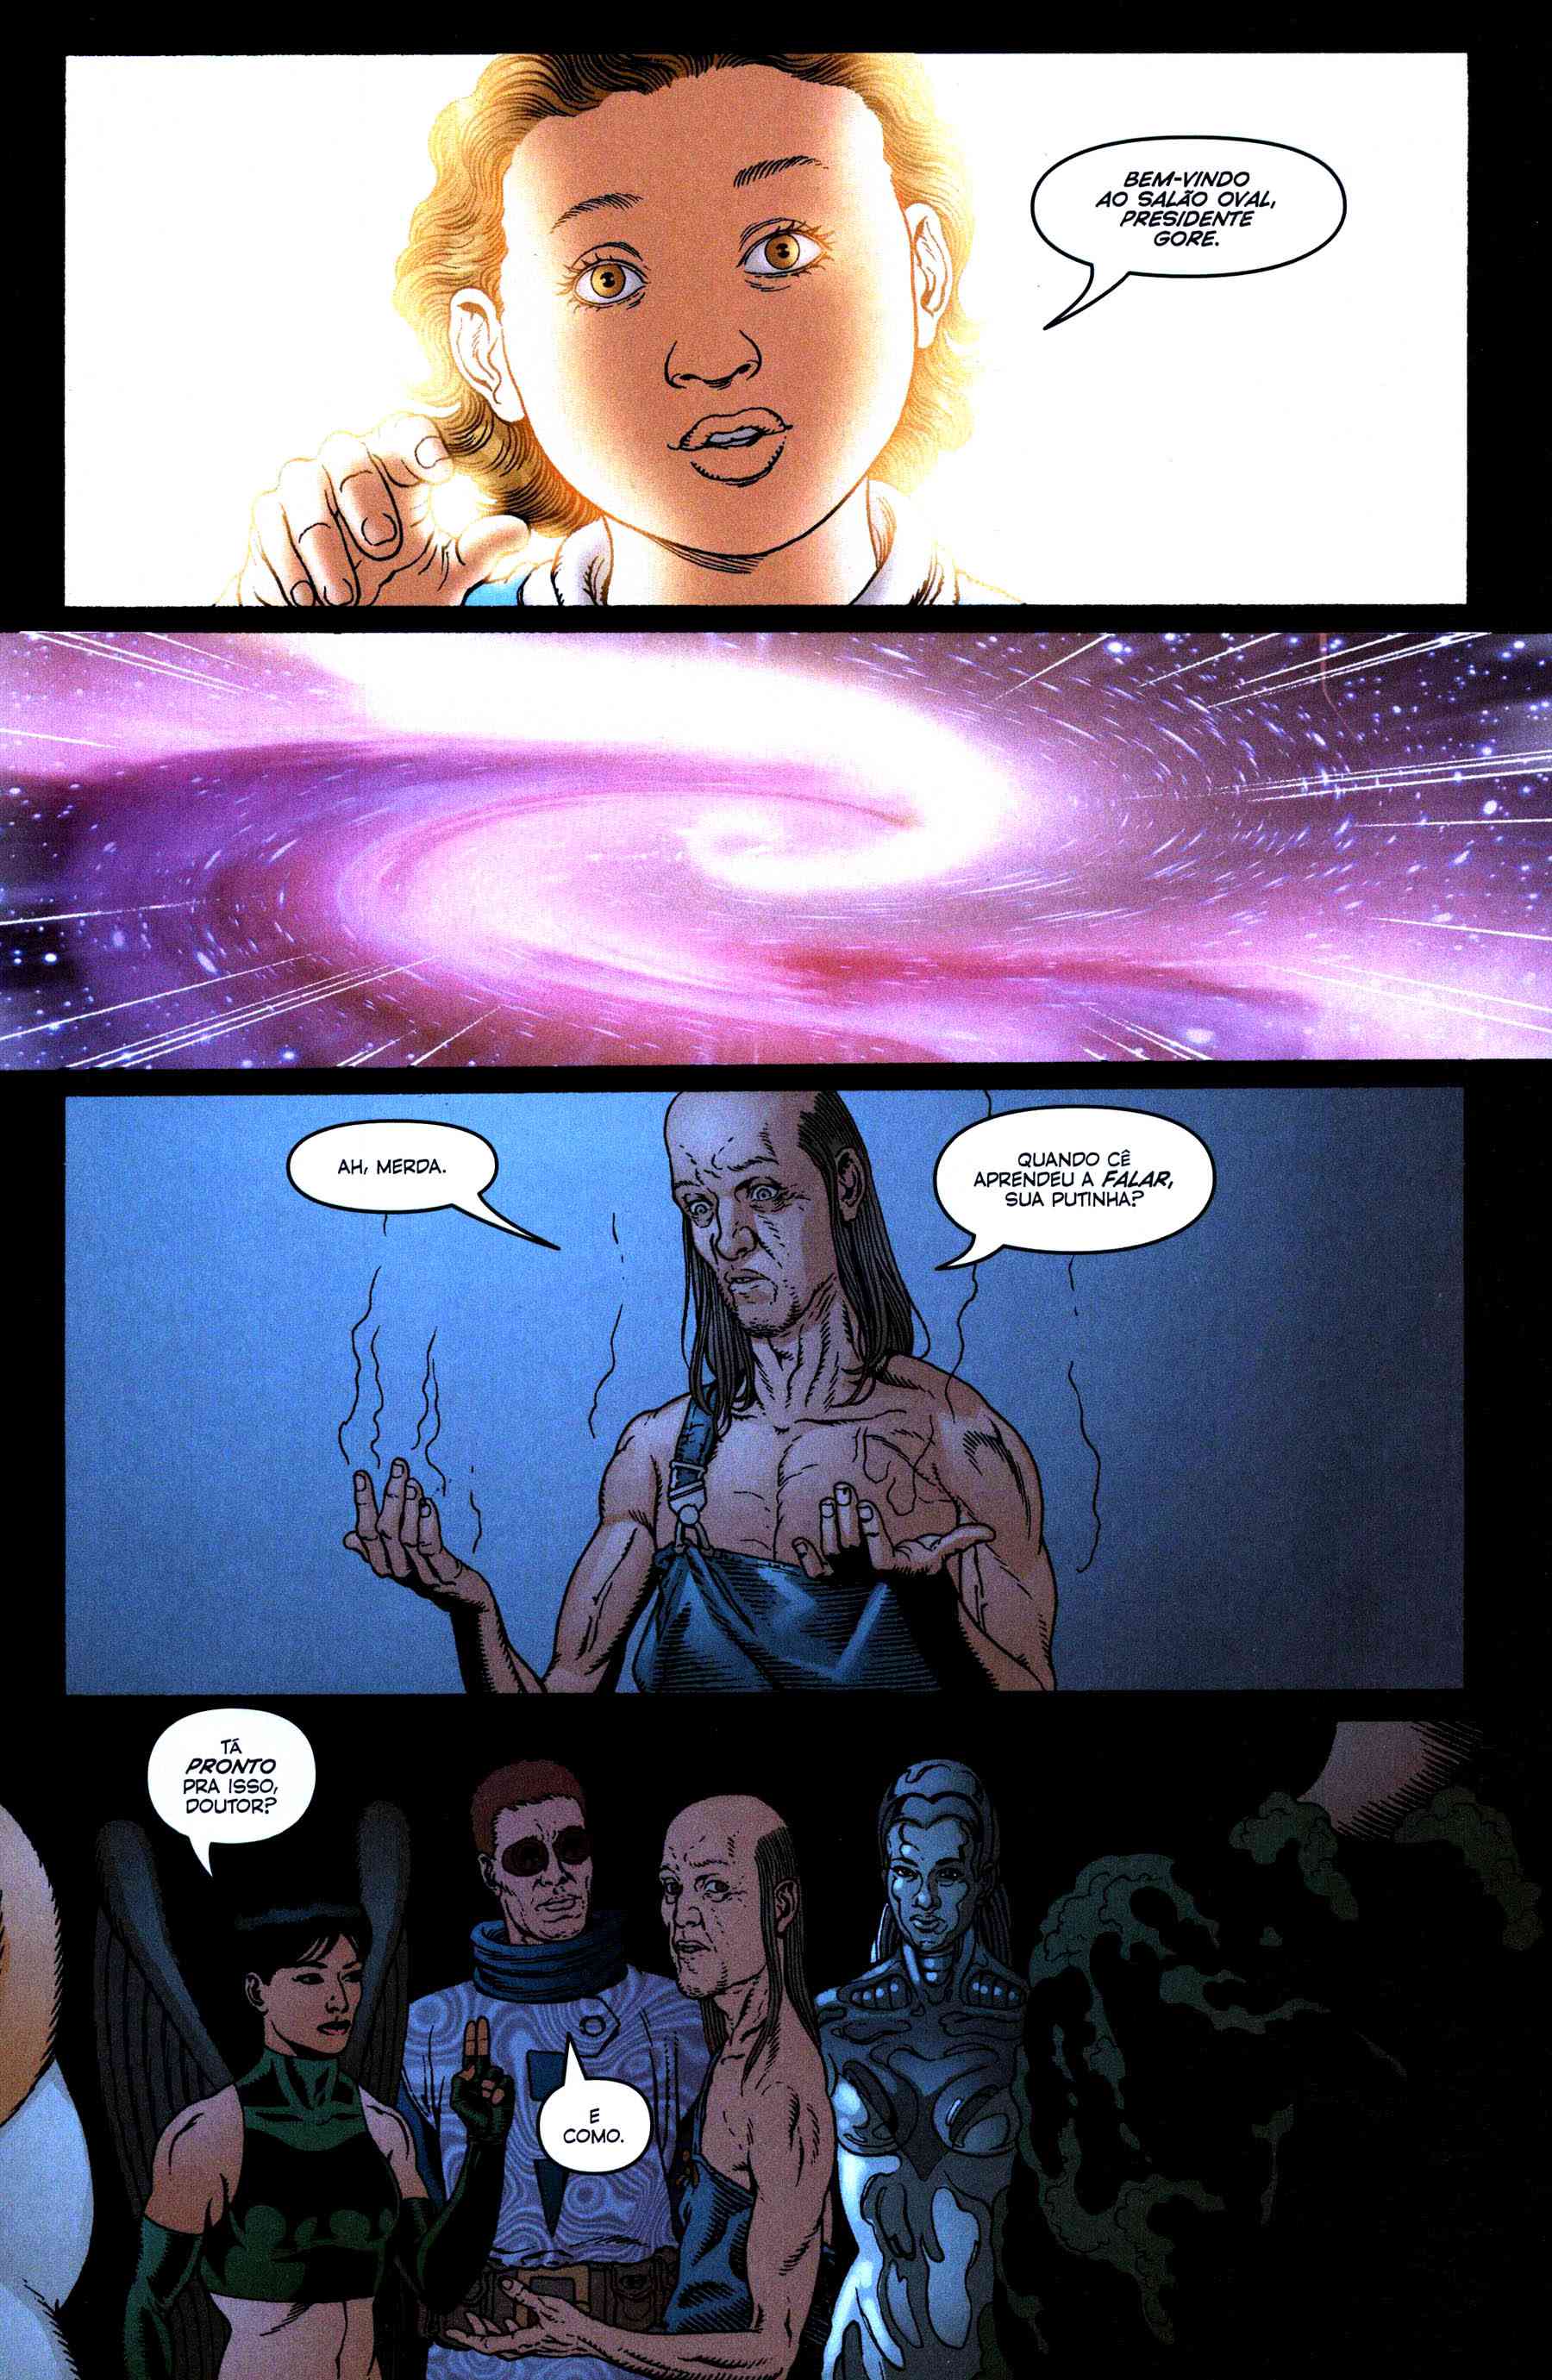 BEM-VINDO
AO SALÃO OVAL,
PRESIDENTE
GORE.
AH, MERDA.
QUANDO CÊ
APRENDEU A FALAR,
SUA PUTINHA?
TÁ
PRONTO
PRA ISSO,
DOUTOR?
E
COMO.